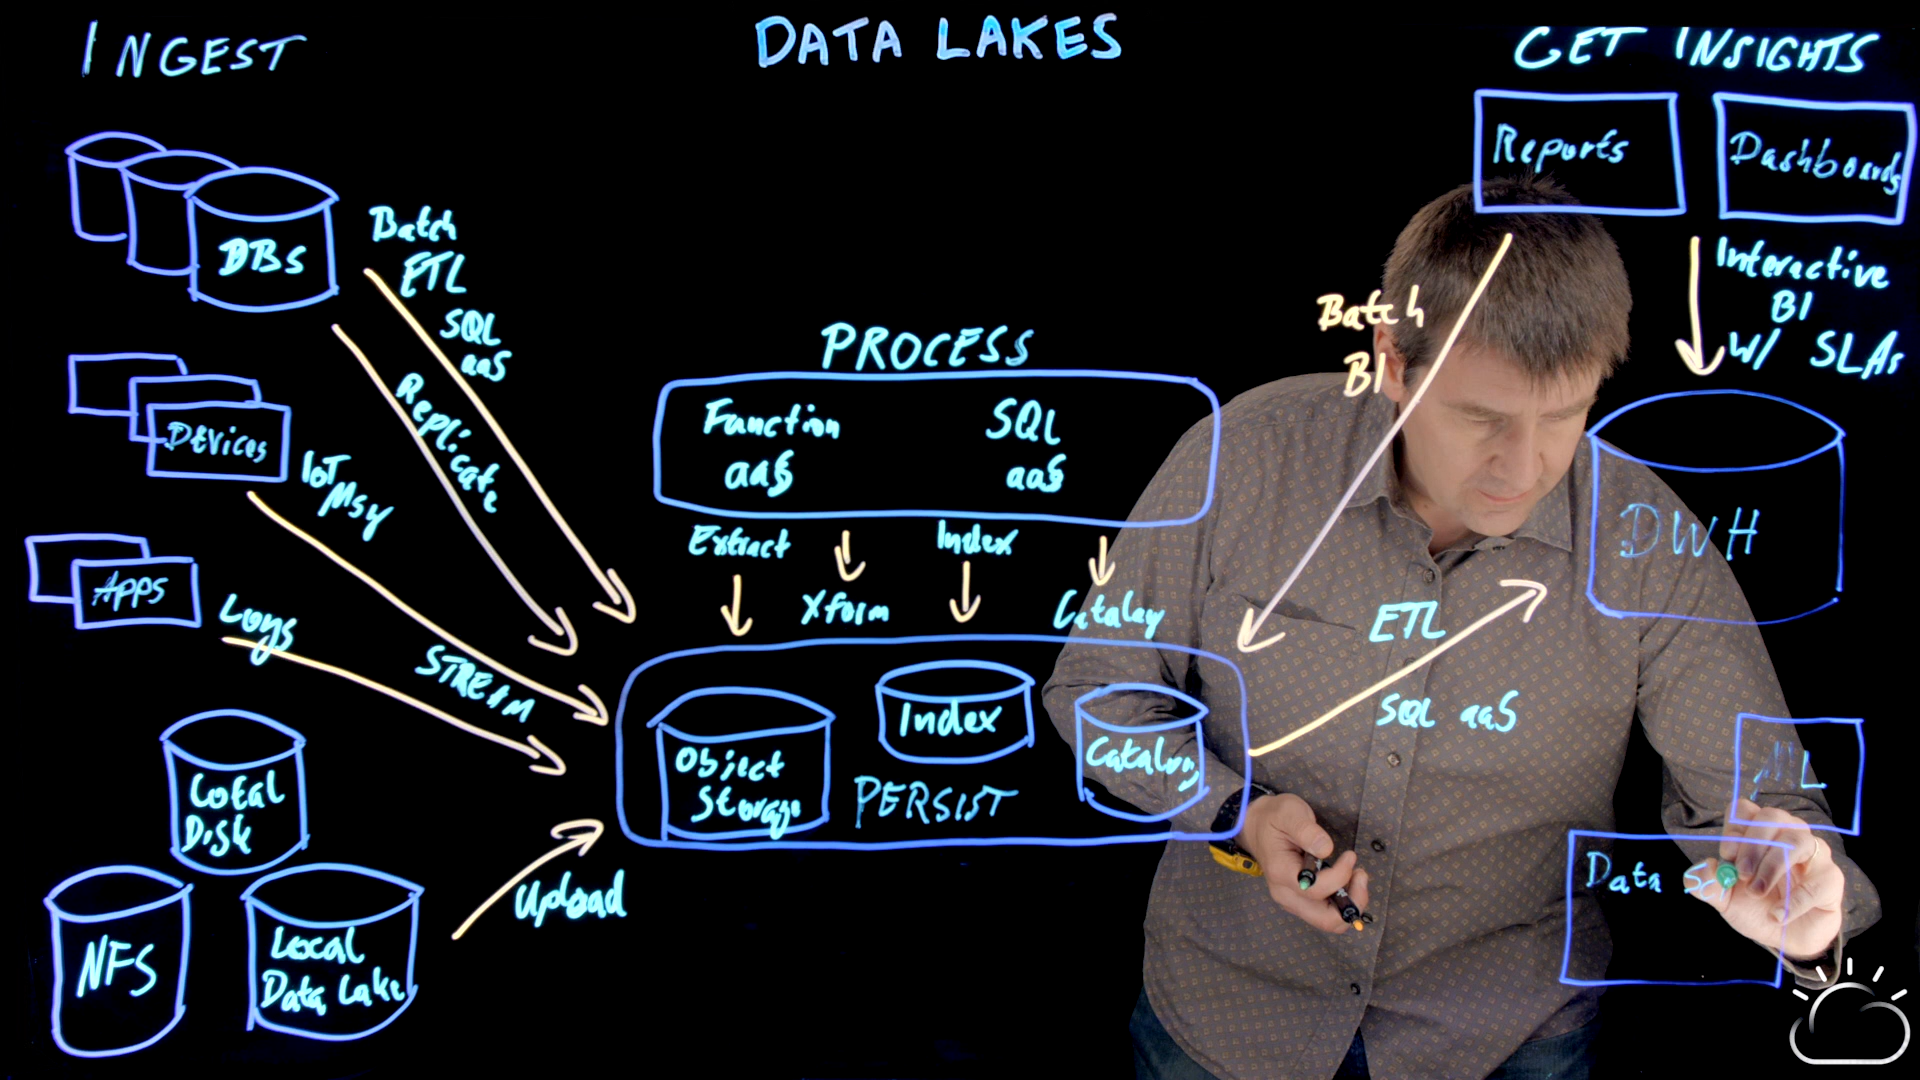 INGEST
DATA LAKES
GET INSIGHTS
Reports
Dashboards
DBs
Batch
ETL
SQL
aaS
Replicate
Interactive
BI
w/ SLAs
Batch
BI
PROCESS
Function
aaS
SQL
aaS
Devices
IoT
Msg
DWH
Extract
Xform
Index
Catalog
Apps
Logs
STREAM
ETL
SQL aaS
Object
Storage
Index
Catalog
PERSIST
Local
Disk
ML
Data Sc
Upload
NFS
Local
Data Lake